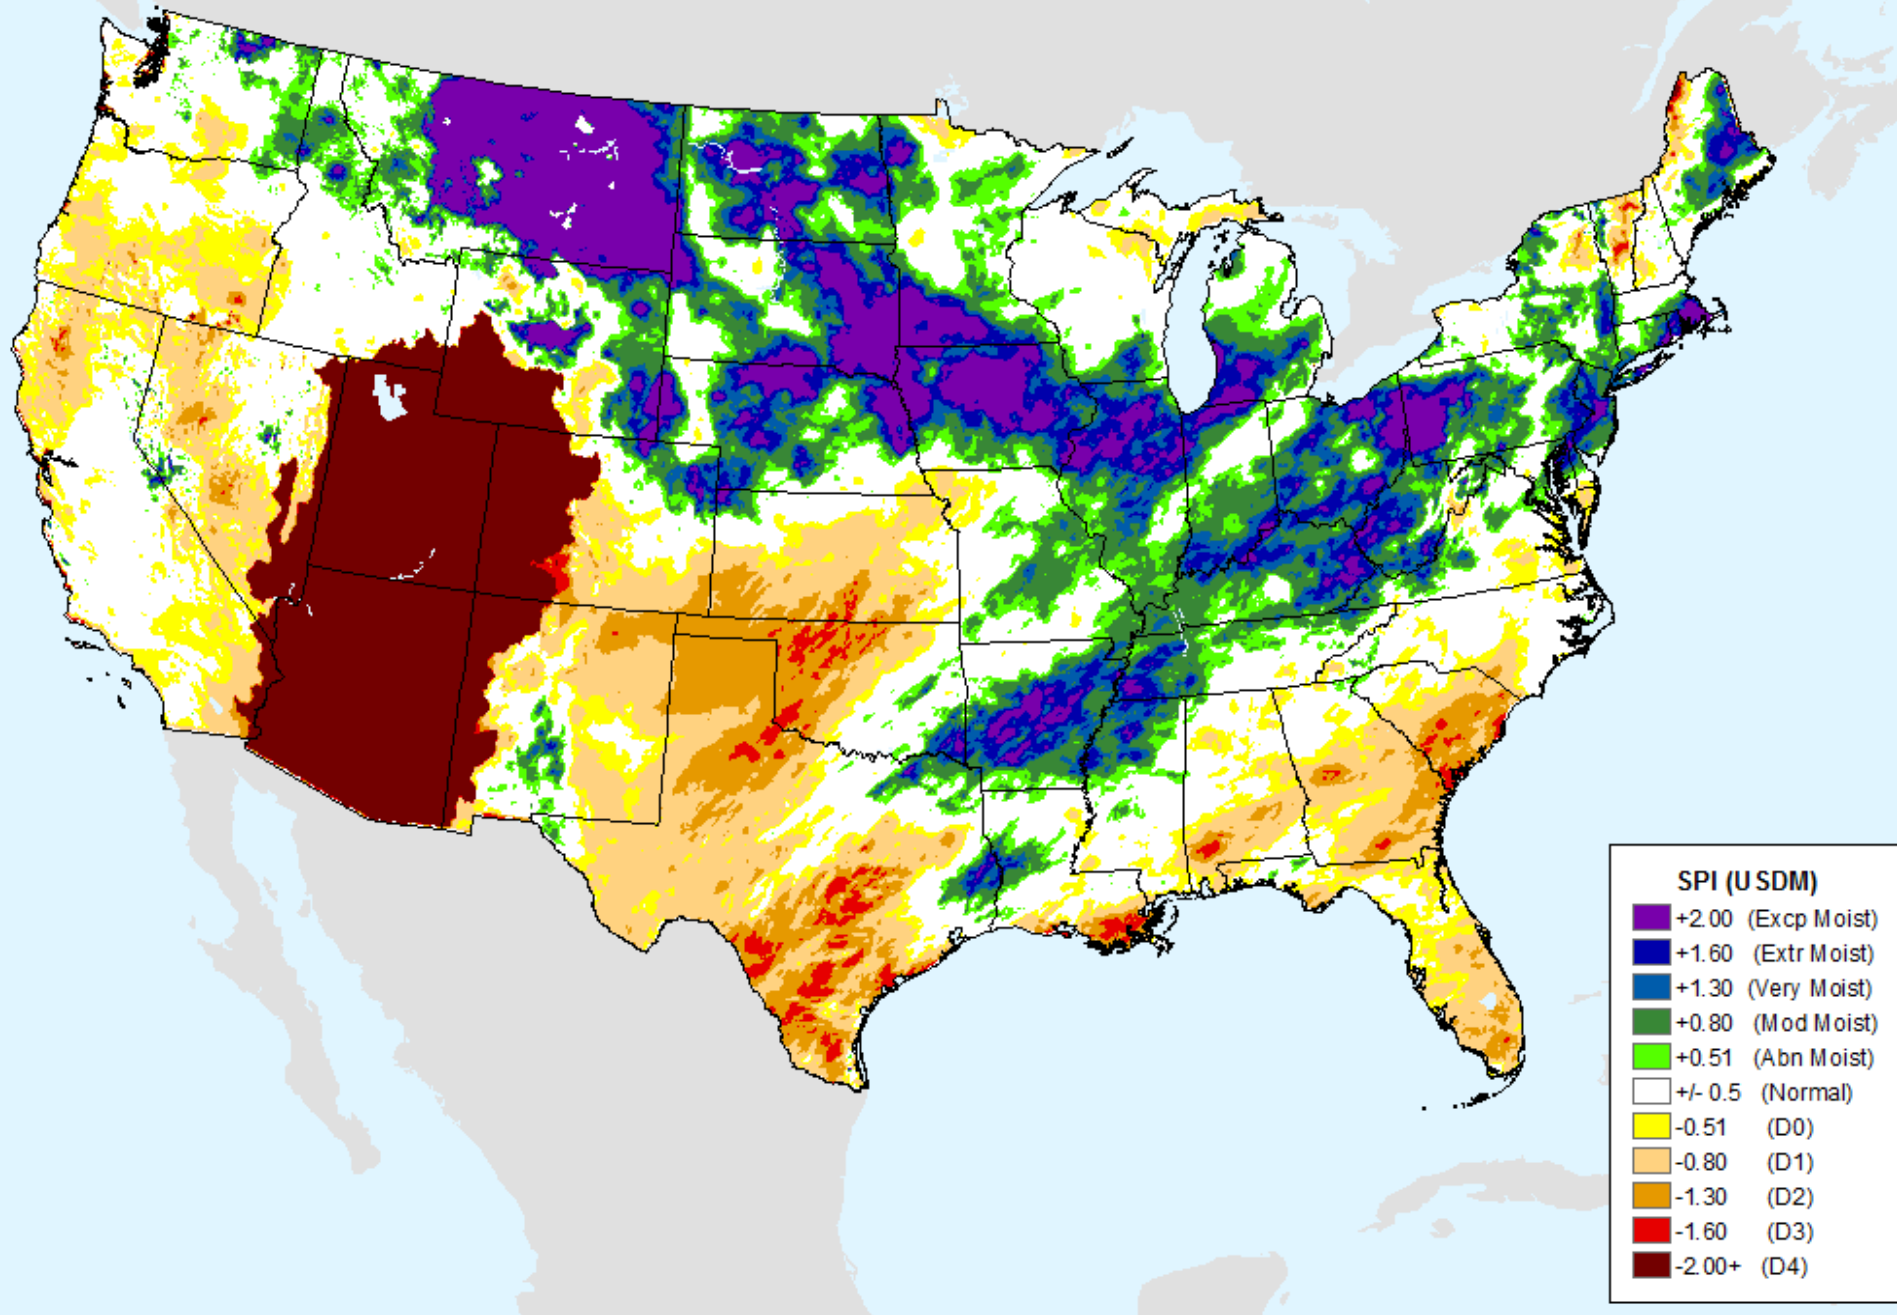 SPI (USDM)
+2.00 (Excp Moist)
+1.60 (Extr Moist)
+1.30 (Very Moist)
+0.80 (Mod Moist)
+0.51 (Abn Moist)
+/- 0.5 (Normal)
-0.51 (D0)
-0.80 (D1)
-1.30 (D2)
-1.60 (D3)
-2.00+ (D4)